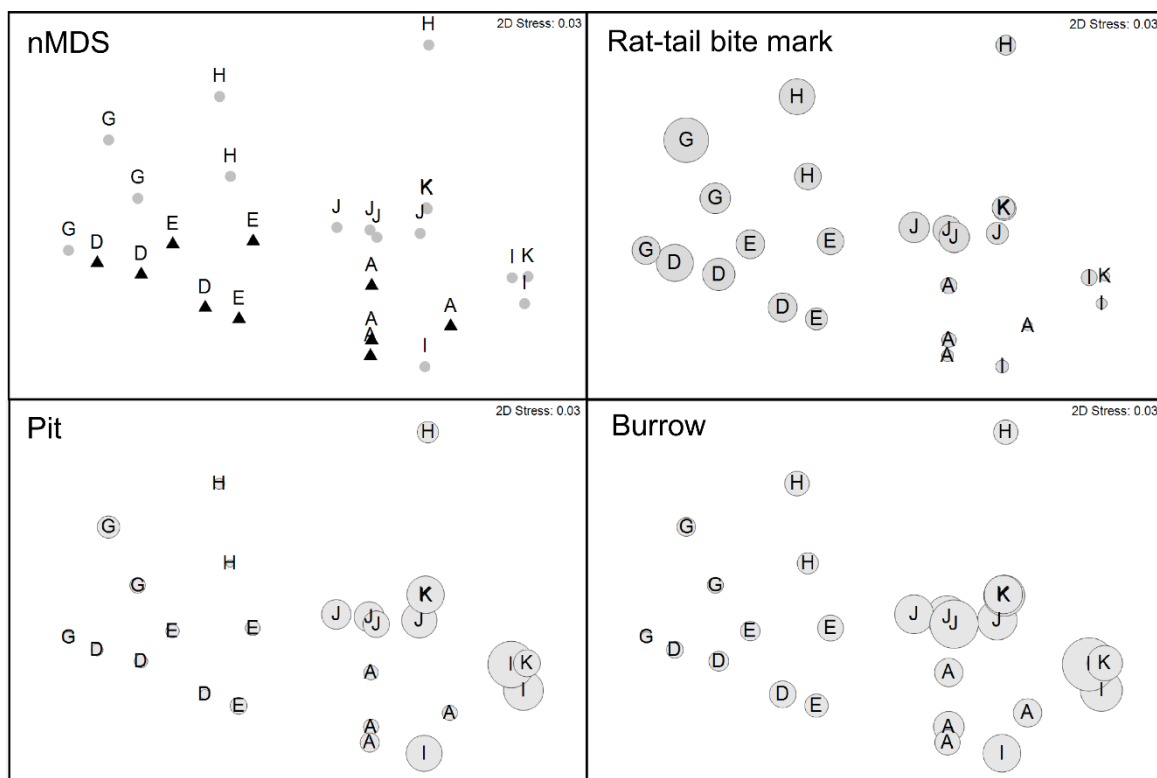 2D Stress: 0.03
nMDS
H
H
G
H
G K
J J J
J
E E
G D
D I K
A
D I
E A A
A
I
2D Stress: 0.03
Rat-tail bite mark
H
H
G
H
G K
J J J
J
E E
G
D
D I K
A
D I
E A
A
A
I
2D Stress: 0.03
Pit
H
H
G
H
G K
J J J
J
E E
G
D
D I K
A
D I
E A
A
A
I
2D Stress: 0.03
Burrow
H
H
G
H
G K
J J J
J
E E
G
D
D I K
A
D I
E A
A
A
I